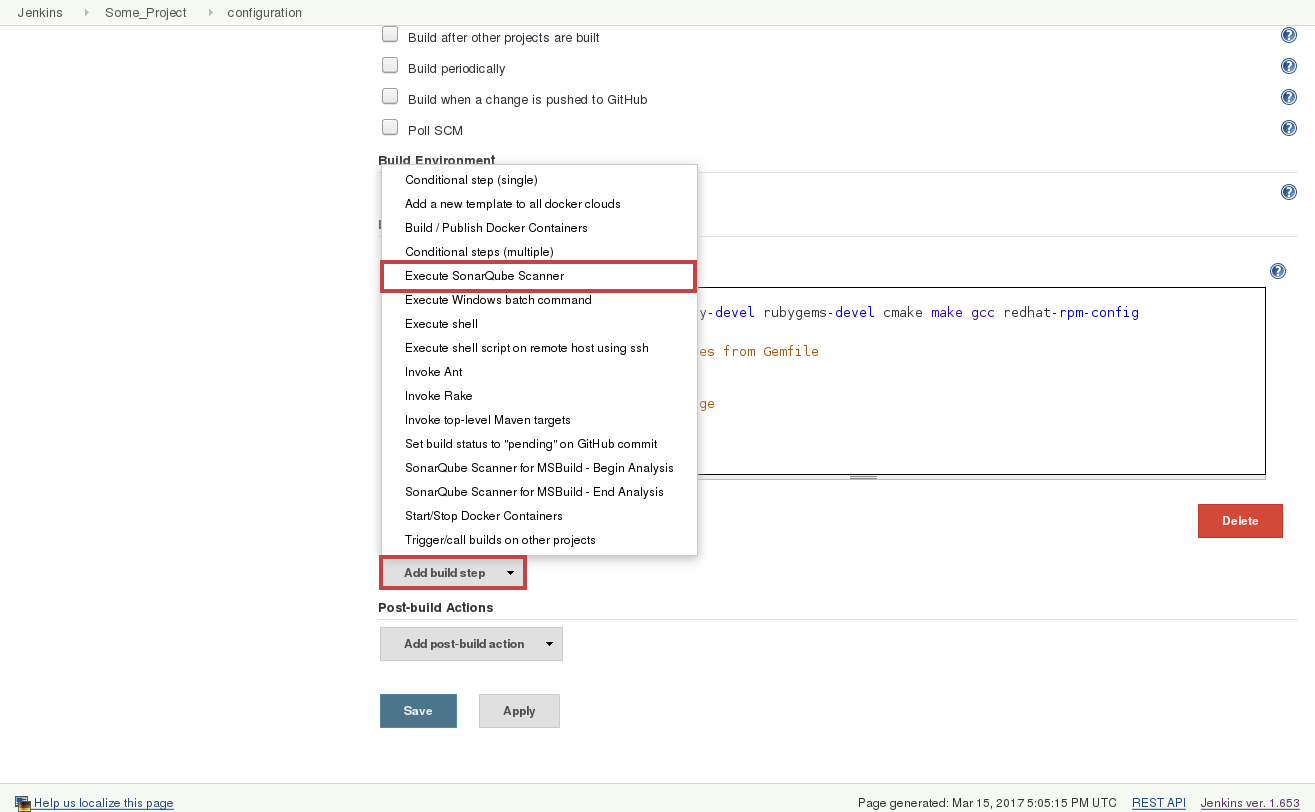 Jenkins Some_Project configuration
Build after other projects are built
Build periodically
Build when a change is pushed to GitHub
Poll SCM
Build Environment
Conditional step (single)
Add a new template to all docker clouds
Build / Publish Docker Containers
Conditional steps (multiple)
Execute SonarQube Scanner
Execute Windows batch command
Execute shell
Execute shell script on remote host using ssh
Invoke Ant
Invoke Rake
Invoke top-level Maven targets
Set build status to "pending" on GitHub commit
SonarQube Scanner for MSBuild - Begin Analysis
SonarQube Scanner for MSBuild - End Analysis
Start/Stop Docker Containers
Trigger/call builds on other projects
y-devel rubygems-devel cmake make gcc redhat-rpm-config
es from Gemfile
ge
Delete
Add build step
Post-build Actions
Add post-build action
Save Apply
Help us localize this page Page generated: Mar 15, 2017 5:05:15 PM UTC REST API Jenkins ver. 1.653